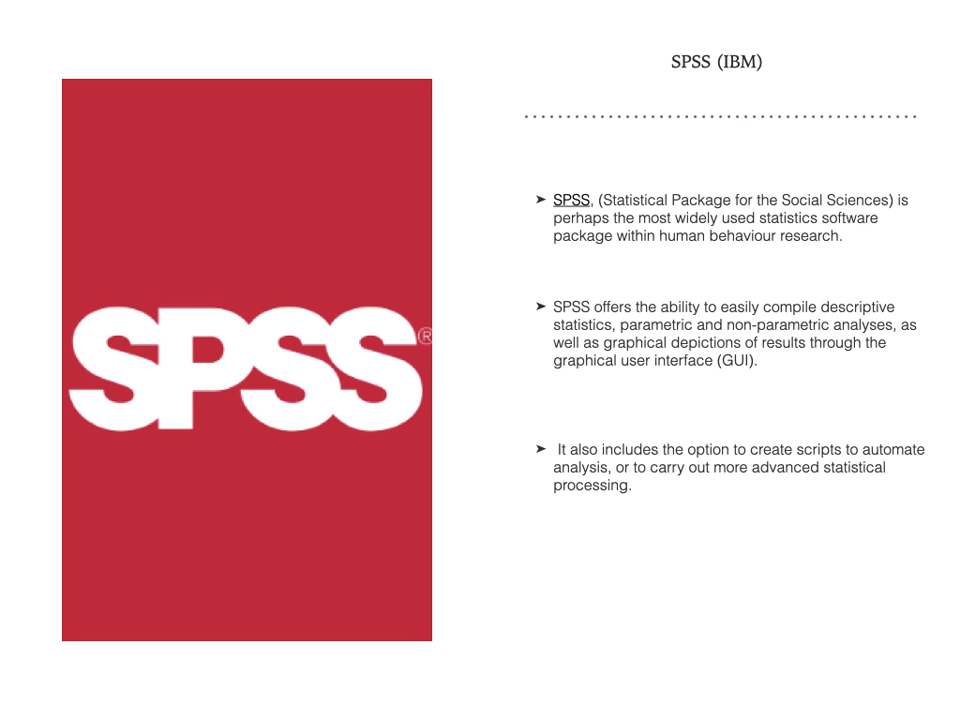 SPSS®
SPSS (IBM)
➤ SPSS, (Statistical Package for the Social Sciences) is
perhaps the most widely used statistics software
package within human behaviour research.
➤ SPSS offers the ability to easily compile descriptive
statistics, parametric and non-parametric analyses, as
well as graphical depictions of results through the
graphical user interface (GUI).
➤ It also includes the option to create scripts to automate
analysis, or to carry out more advanced statistical
processing.